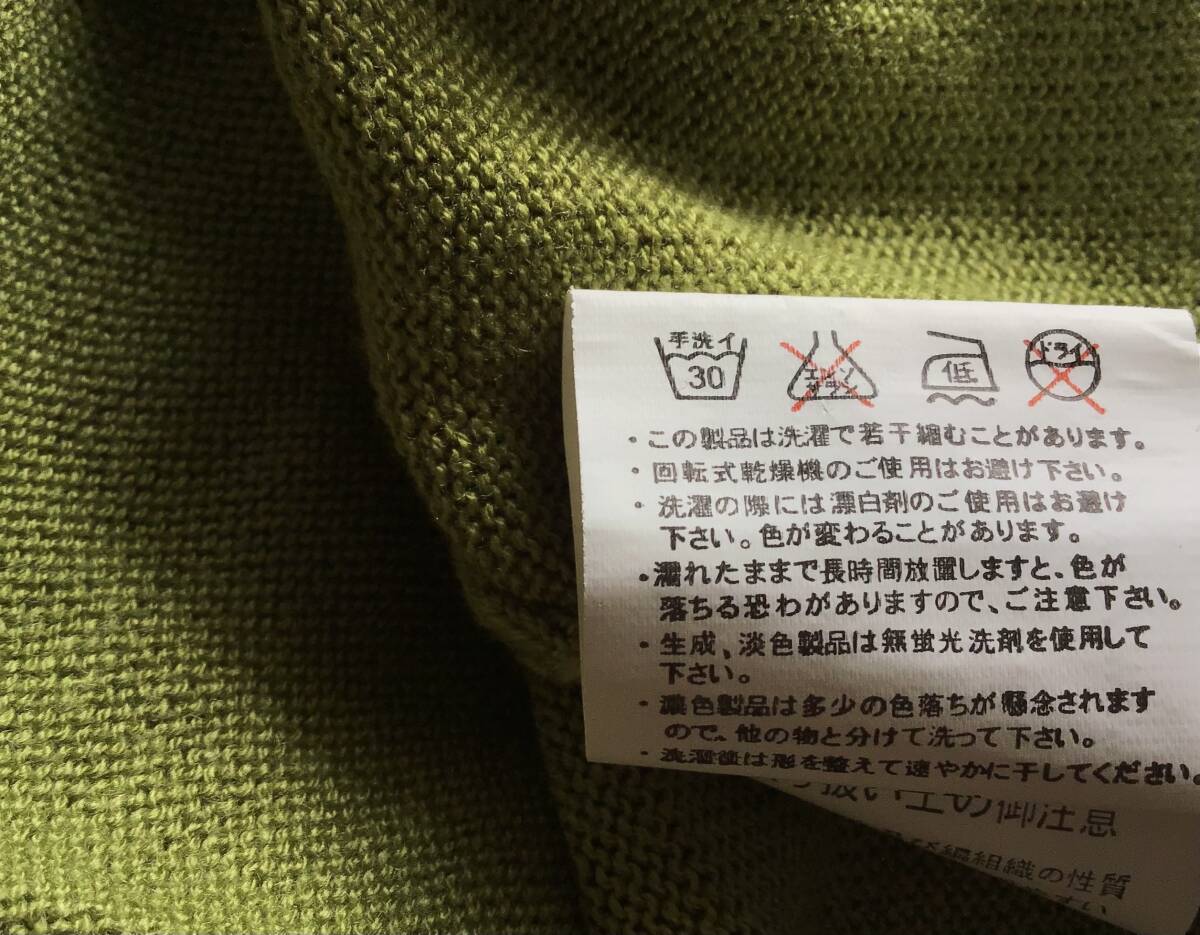 手洗イ
30
エンソ
サラシ
低
ドライ
・この製品は洗濯で若干縮むことがあります。
・回転式乾燥機のご使用はお避け下さい。
・洗濯の際には漂白剤のご使用はお避け
下さい。色が変わることがあります。
・濡れたままで長時間放置しますと、色が
落ちる恐わがありますので、ご注意下さい。
・生成、淡色製品は無蛍光洗剤を使用して
下さい。
・濃色製品は多少の色落ちが懸念されます
ので、他の物と分けて洗って下さい。
・洗濯後は形を整えて速やかに干してください。
扱い上の御注意
編組織の性質